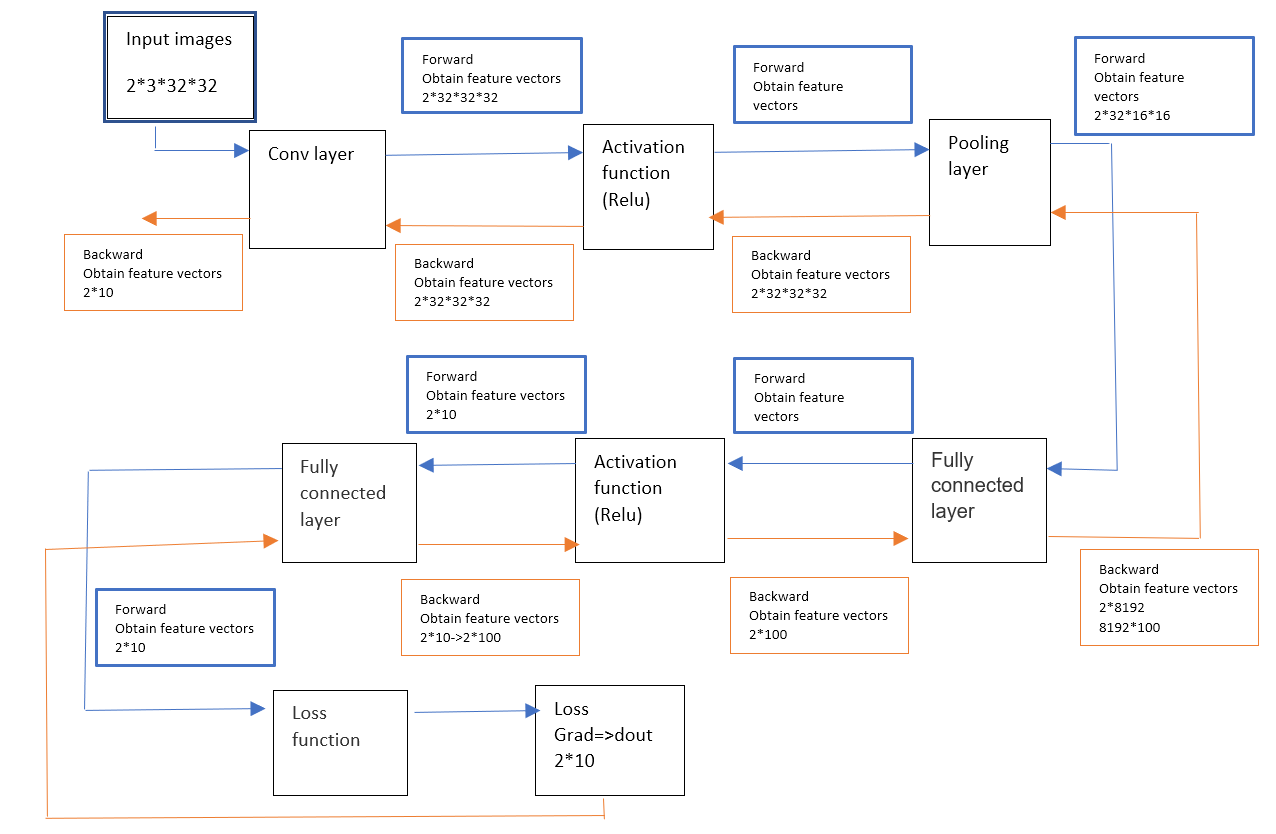 Input images
2*3*32*32
Forward
Obtain feature vectors
2*32*32*32
Forward
Obtain feature
vectors
Forward
Obtain feature
vectors
2*32*16*16
Conv layer
Activation
function
(Relu)
Pooling
layer
Backward
Obtain feature vectors
2*10
Backward
Obtain feature vectors
2*32*32*32
Backward
Obtain feature vectors
2*32*32*32
Forward
Obtain feature vectors
2*10
Forward
Obtain feature
vectors
Fully
connected
layer
Activation
function
(Relu)
Fully
connected
layer
Forward
Obtain feature vectors
2*10
Backward
Obtain feature vectors
2*10->2*100
Backward
Obtain feature vectors
2*100
Backward
Obtain feature vectors
2*8192
8192*100
Loss
function
Loss
Grad=>dout
2*10